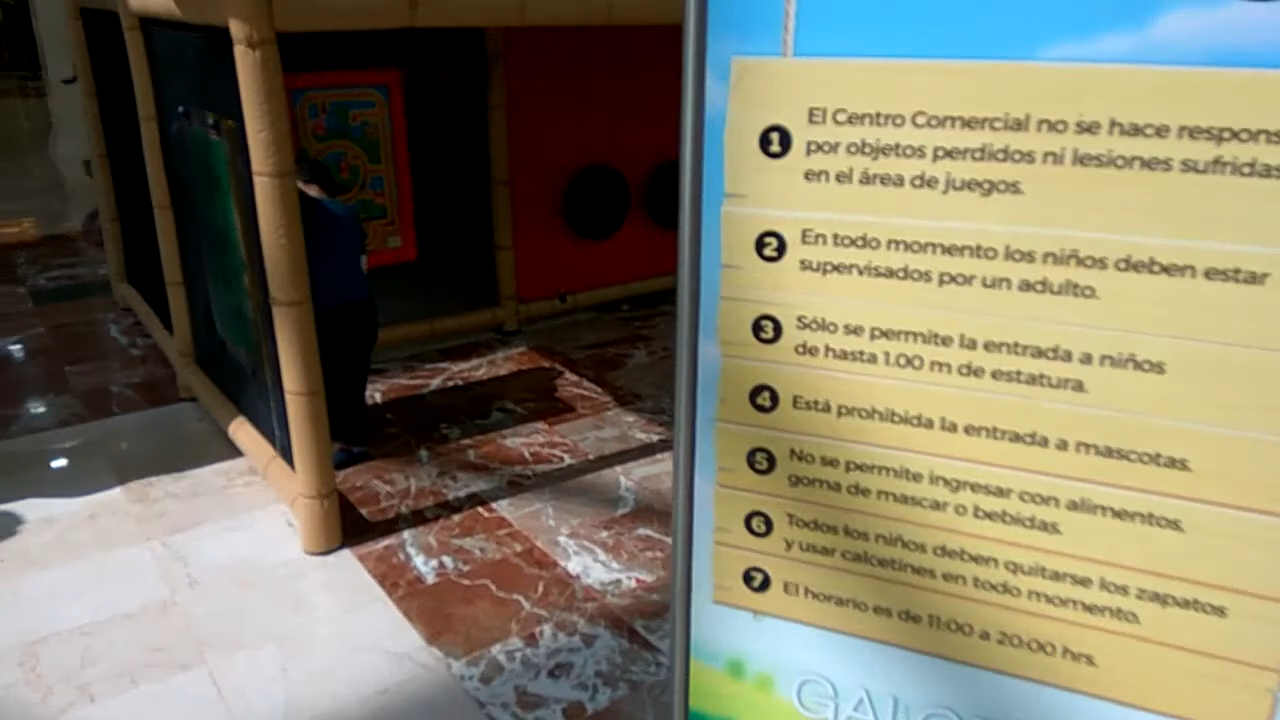 1 El Centro Comercial no se hace
por objetos perdidos ni lesiones sufridas
en el área de juegos.
2 En todo momento los niños deben estar
supervisados por un adulto.
3 Sólo se permite la entrada a niños
de hasta 1.00 m de estatura.
4 Está prohibida la entrada a mascotas.
5 No se permite ingresar con alimentos,
goma de mascar o bebidas.
6 Todos los niños deben quitarse los zapatos
y usar calcetines en todo momento.
7 El horario es de 11:00 a 20:00 hrs.